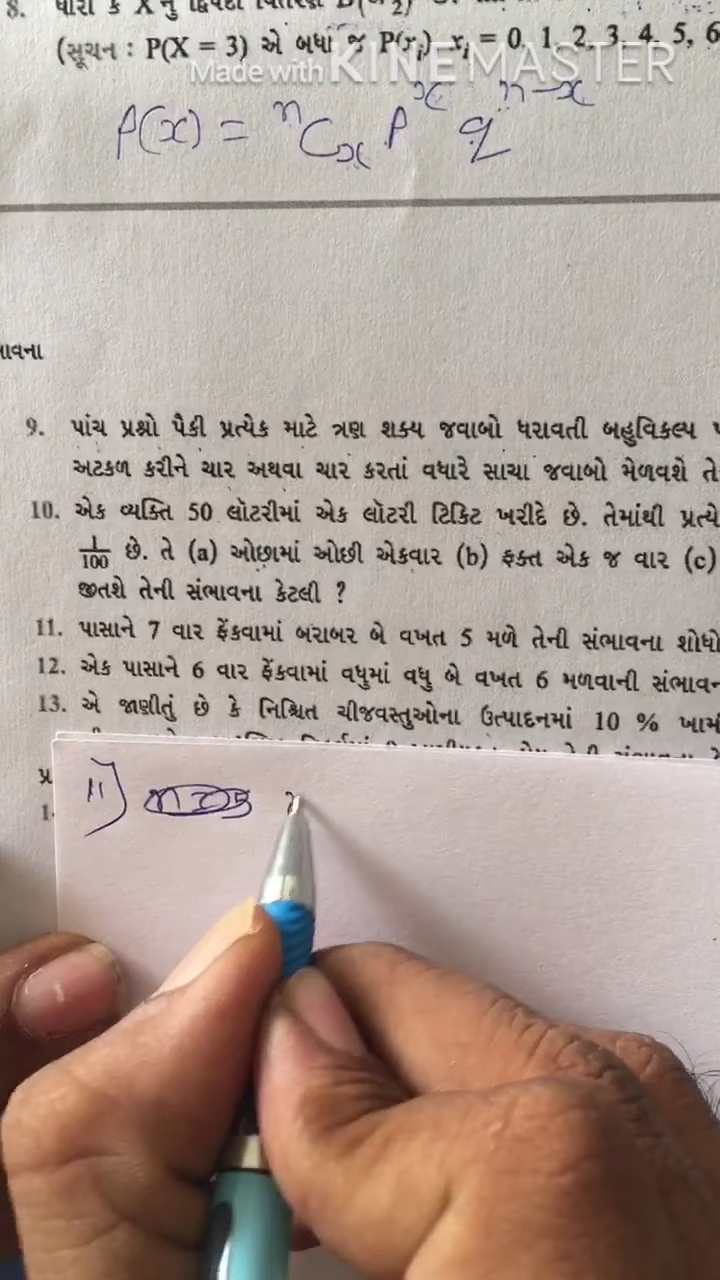 8. ધારો કે X નું દ્વિપદી વિતરણ
(સૂચન : P(X = 3) એ બધા જ P(xᵢ) xᵢ = 0, 1, 2, 3, 4, 5, 6
Made with KINEMASTER
P(x) = ⁿCₓ Pˣ qⁿ⁻ˣ
ાવના
9. પાંચ પ્રશ્નો પૈકી પ્રત્યેક માટે ત્રણ શક્ય જવાબો ધરાવતી બહુવિકલ્પ
અટકળ કરીને ચાર અથવા ચાર કરતાં વધારે સાચા જવાબો મેળવશે તે
10. એક વ્યક્તિ 50 લૉટરીમાં એક લૉટરી ટિકિટ ખરીદે છે. તેમાંથી પ્રત્યે
1/100 છે. તે (a) ઓછામાં ઓછી એકવાર (b) ફક્ત એક જ વાર (c)
જીતશે તેની સંભાવના કેટલી ?
11. પાસાને 7 વાર ફેંકવામાં બરાબર બે વખત 5 મળે તેની સંભાવના શોધો
12. એક પાસાને 6 વાર ફેંકવામાં વધુમાં વધુ બે વખત 6 મળવાની સંભાવન
13. એ જાણીતું છે કે નિશ્ચિત ચીજવસ્તુઓના ઉત્પાદનમાં 10 % ખામ
પ્ર
1
11)